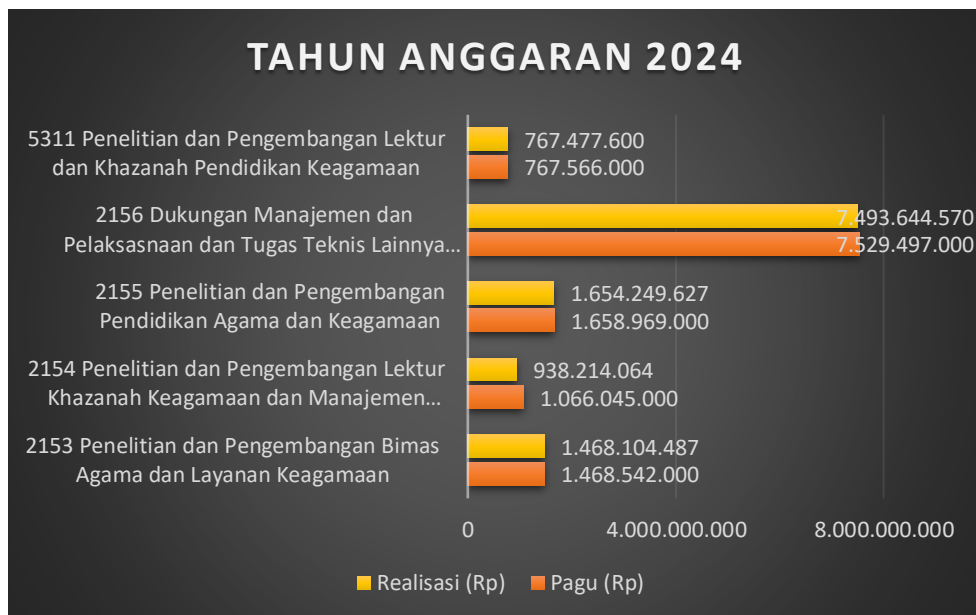 TAHUN ANGGARAN 2024
5311 Penelitian dan Pengembangan Lektur
dan Khazanah Pendidikan Keagamaan
767.477.600
767.566.000
2156 Dukungan Manajemen dan
Pelaksasnaan dan Tugas Teknis Lainnya...
7.493.644.570
7.529.497.000
2155 Penelitian dan Pengembangan
Pendidikan Agama dan Keagamaan
1.654.249.627
1.658.969.000
2154 Penelitian dan Pengembangan Lektur
Khazanah Keagamaan dan Manajemen...
938.214.064
1.066.045.000
2153 Penelitian dan Pengembangan Bimas
Agama dan Layanan Keagamaan
1.468.104.487
1.468.542.000
0 4.000.000.000 8.000.000.000
Realisasi (Rp) Pagu (Rp)